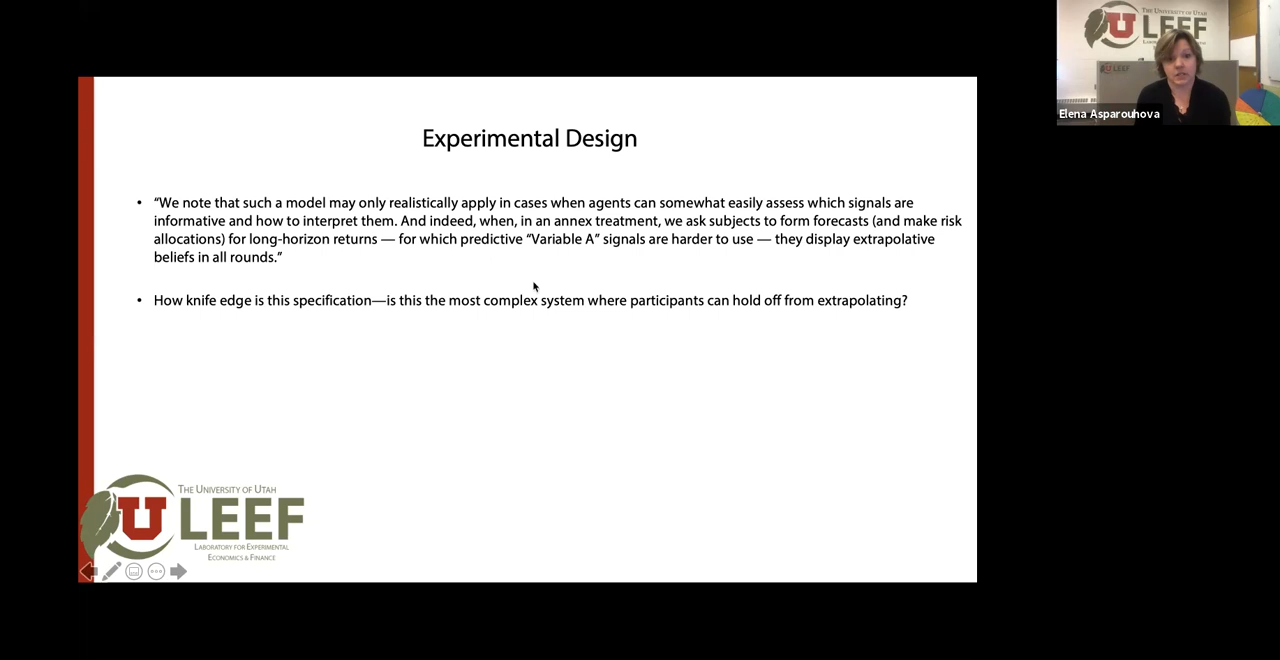 Experimental Design
• “We note that such a model may only realistically apply in cases when agents can somewhat easily assess which signals are
informative and how to interpret them. And indeed, when, in an annex treatment, we ask subjects to form forecasts (and make risk
allocations) for long-horizon returns — for which predictive “Variable A” signals are harder to use — they display extrapolative
beliefs in all rounds.”
• How knife edge is this specification—is this the most complex system where participants can hold off from extrapolating?
THE UNIVERSITY OF UTAH
U LEEF
LABORATORY FOR EXPERIMENTAL
ECONOMICS & FINANCE
THE UNIVERSITY OF UTAH
U LEEF
Elena Asparouhova